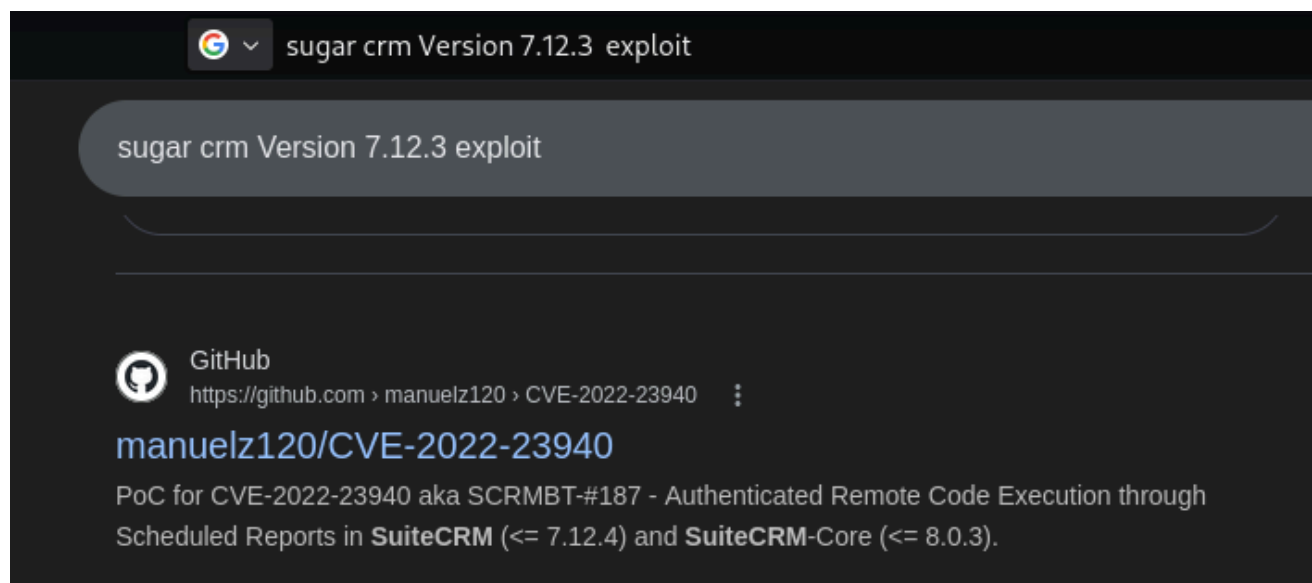 sugar crm Version 7.12.3 exploit
sugar crm Version 7.12.3 exploit
GitHub
https://github.com › manuelz120 › CVE-2022-23940
manuelz120/CVE-2022-23940
PoC for CVE-2022-23940 aka SCRMBT-#187 - Authenticated Remote Code Execution through
Scheduled Reports in SuiteCRM (<= 7.12.4) and SuiteCRM-Core (<= 8.0.3).